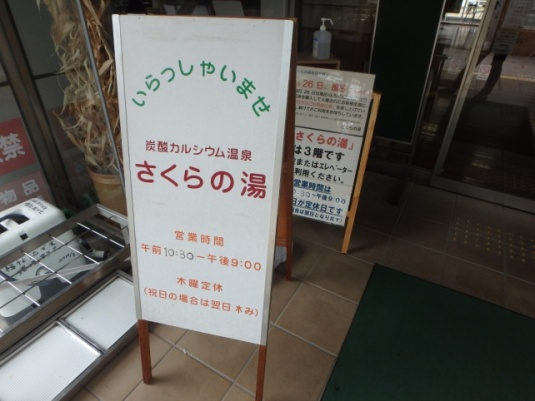 いらっしゃいませ
炭酸カルシウム温泉
さくらの湯
営業時間
午前10:30－午後9:00
木曜定休
(祝日の場合は翌日休み)
さくらの湯」
は3階です
またはエレベーター
利用ください。
営業時間は
日が定休日です
禁
物品